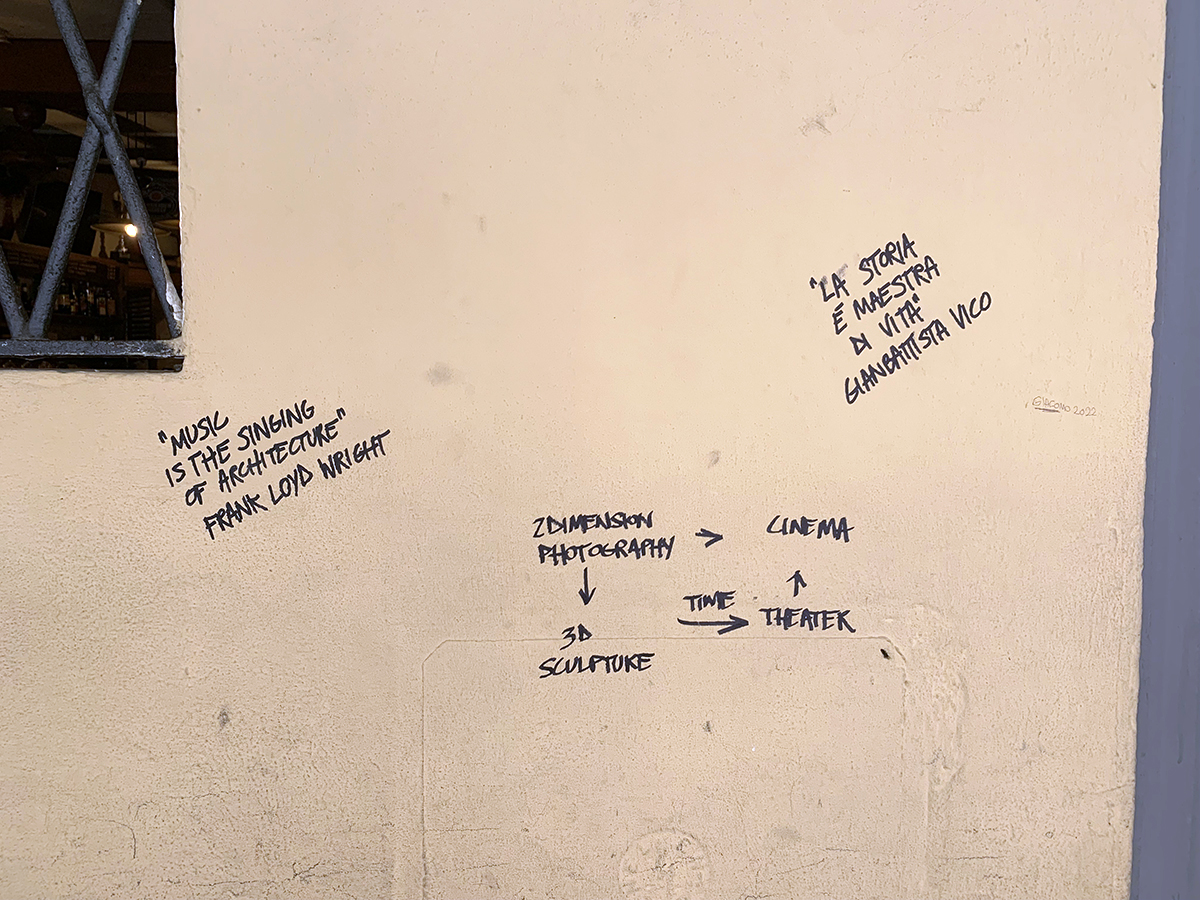 "MUSIC
IS THE SINGING
OF ARCHITECTURE"
FRANK LOYD WRIGHT
"LA STORIA
É MAESTRA
DI VITA"
GIANBATTISTA VICO
GIACOMO 2022
2DIMENSION
PHOTOGRAPHY → CINEMA
↓ ↑
TIME
→ THEATER
3D
SCULPTURE